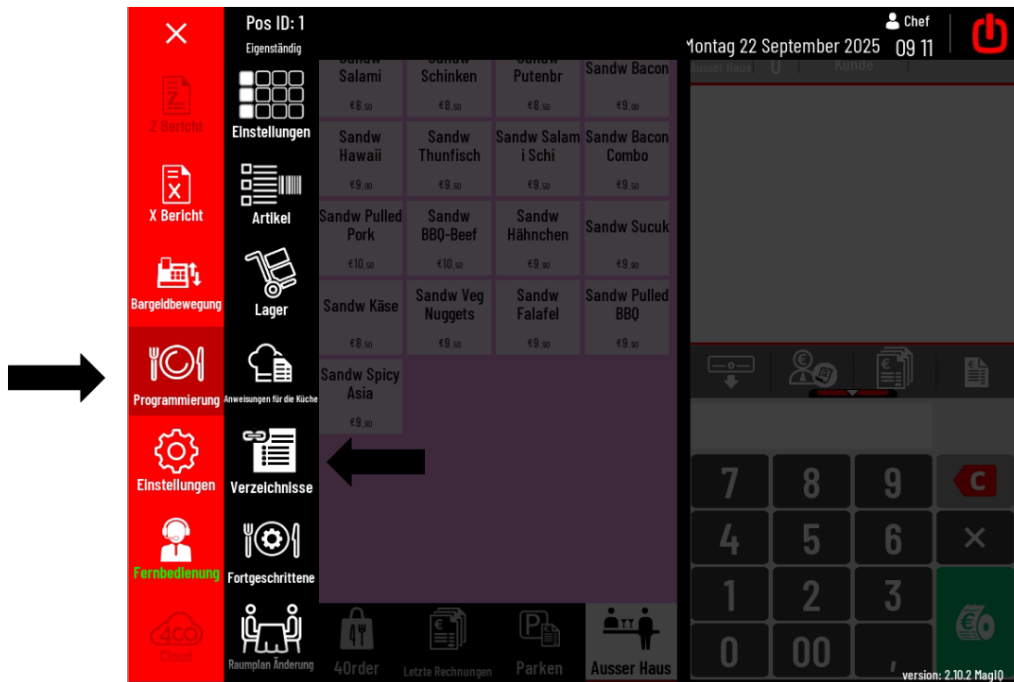 Pos ID: 1
Eigenständig
Chef
Montag 22 September 2025 09 11
Z Bericht
X Bericht
Bargeldbewegung
Programmierung
Einstellungen
Fernbedienung
4CO
Cloud
Einstellungen
Artikel
Lager
Anweisungen für die Küche
Verzeichnisse
Fortgeschrittene
Raumplan Änderung
Salami
€8,50
Schinken
€8,50
Putenbr
€8,50
Sandw Bacon
€9,00
Sandw
Hawaii
€9,00
Sandw
Thunfisch
€9,50
Sandw Salam
i Schi
€9,50
Sandw Bacon
Combo
€9,50
Sandw Pulled
Pork
€10,50
Sandw
BBQ-Beef
€10,50
Sandw
Hähnchen
€9,00
Sandw Sucuk
€9,00
Sandw Käse
€8,50
Sandw Veg
Nuggets
€9,50
Sandw
Falafel
€9,00
Sandw Pulled
BBQ
€9,00
Sandw Spicy
Asia
€9,00
4Order
Letzte Rechnungen
Parken
Ausser Haus
Ausser Haus
0
Kunde
7 8 9 C
4 5 6 ×
1 2 3
0 00 ,
version: 2.10.2 MagIQ